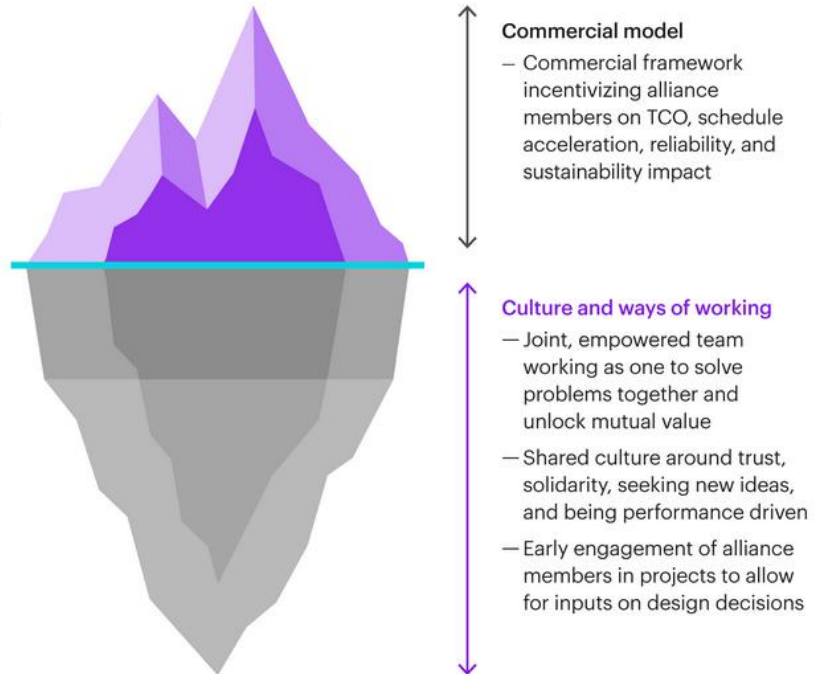 Commercial model
– Commercial framework
incentivizing alliance
members on TCO, schedule
acceleration, reliability, and
sustainability impact
Culture and ways of working
— Joint, empowered team
working as one to solve
problems together and
unlock mutual value
— Shared culture around trust,
solidarity, seeking new ideas,
and being performance driven
— Early engagement of alliance
members in projects to allow
for inputs on design decisions